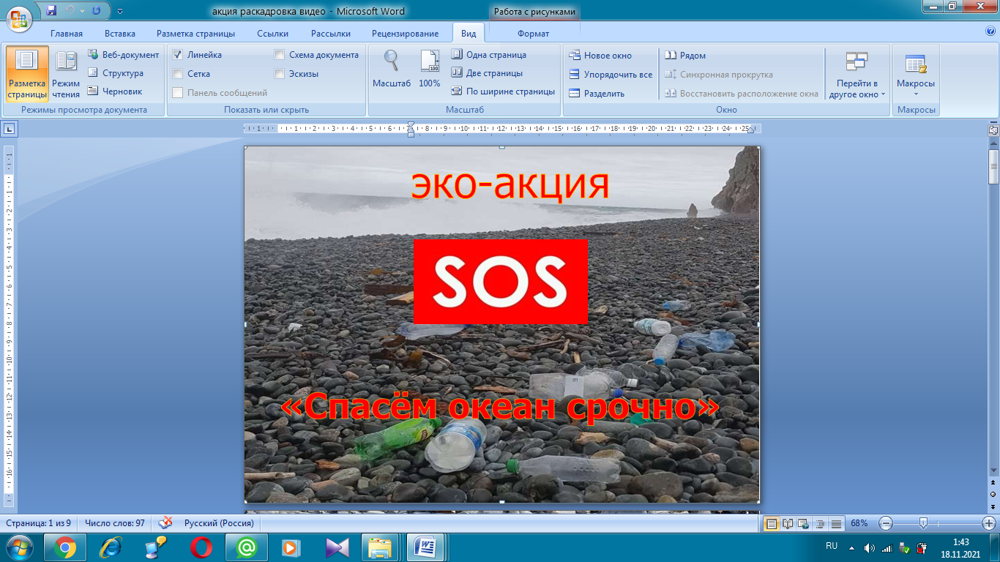 акция раскадровка видео - Microsoft Word
Работа с рисунками
Главная Вставка Разметка страницы Ссылки Рассылки Рецензирование Вид Формат
Разметка страницы
Режим чтения
Веб-документ
Структура
Черновик
Режимы просмотра документа
Линейка
Сетка
Панель сообщений
Схема документа
Эскизы
Показать или скрыть
Масштаб
100%
Одна страница
Две страницы
По ширине страницы
Масштаб
Новое окно
Упорядочить все
Разделить
Рядом
Синхронная прокрутка
Восстановить расположение окна
Перейти в другое окно
Окно
Макросы
Макросы
эко-акция
SOS
«Спасём океан срочно»
Страница: 1 из 9 Число слов: 97 Русский (Россия) 68%
RU
1:43
18.11.2021